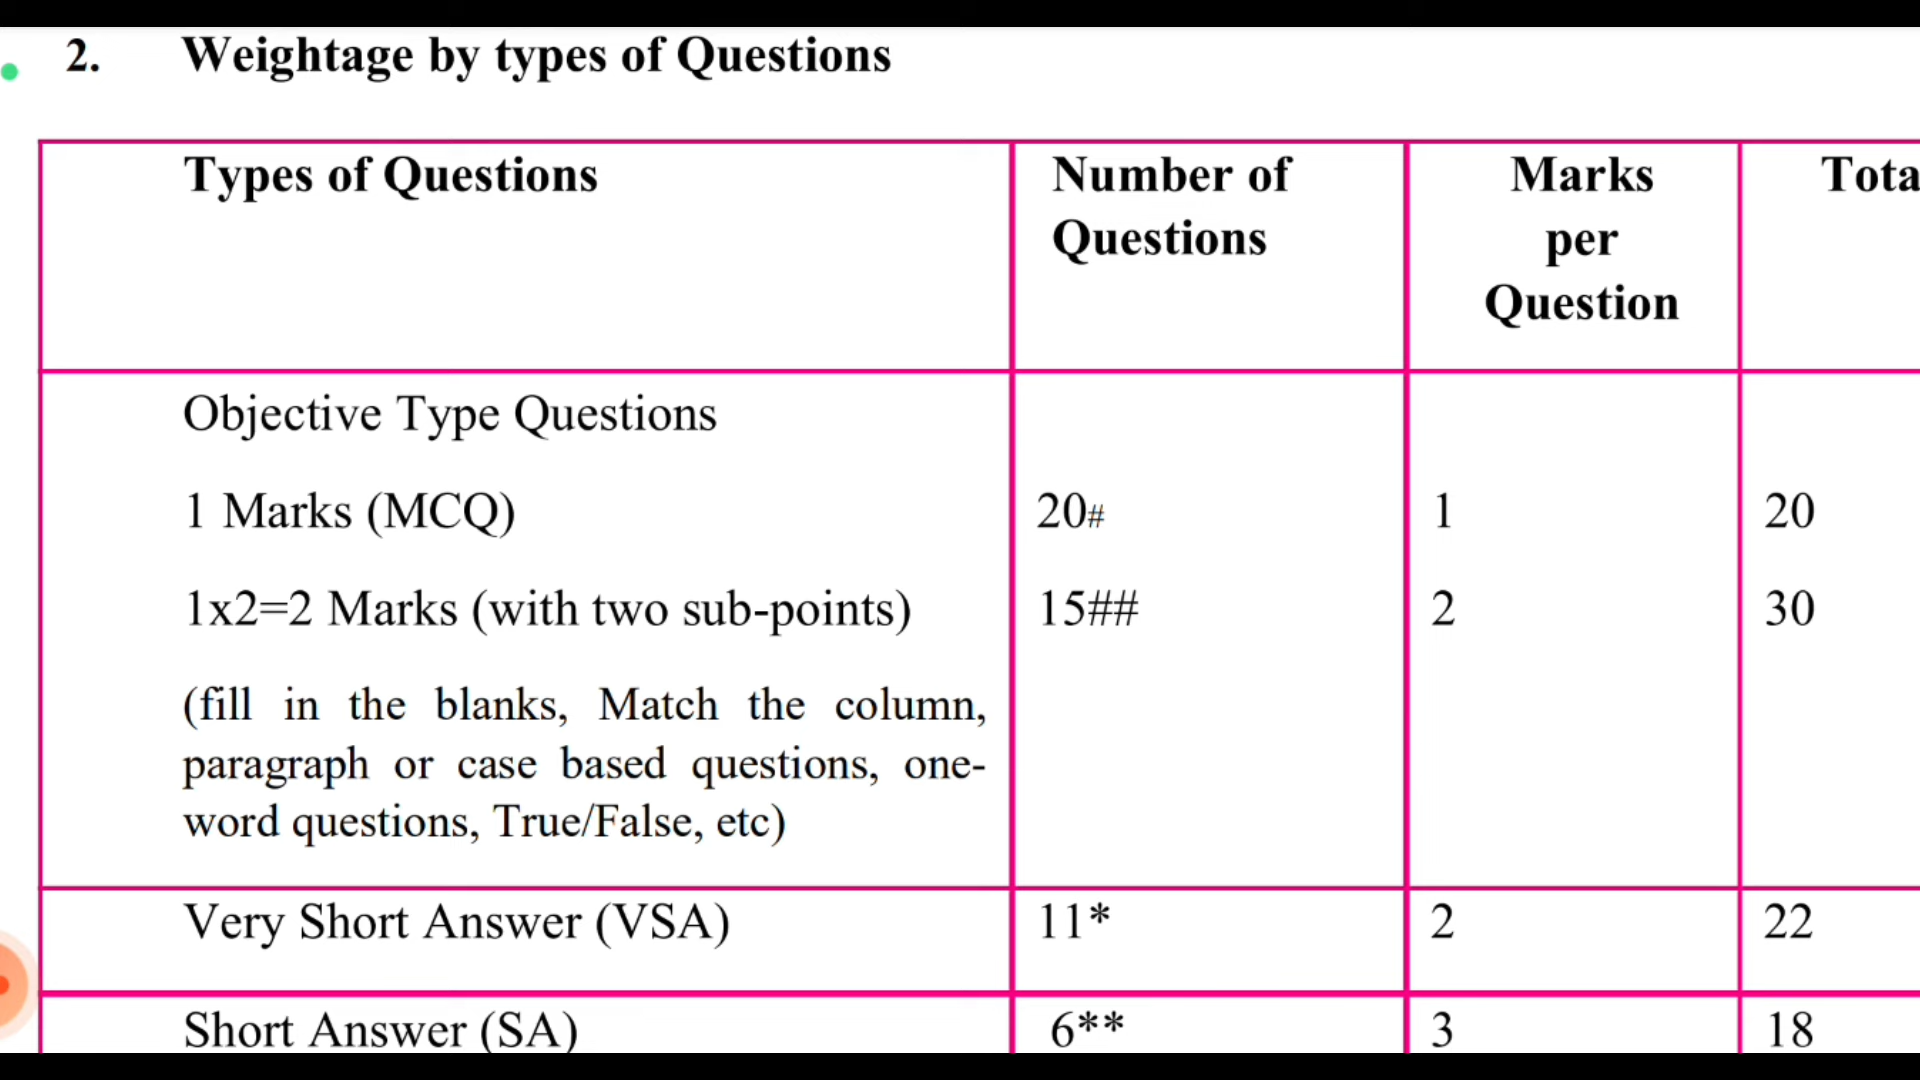 2. Weightage by types of Questions
Types of Questions
Number of
Questions
Marks
per
Question
Tota
Objective Type Questions
1 Marks (MCQ) 20# 1 20
1x2=2 Marks (with two sub-points) 15## 2 30
(fill in the blanks, Match the column,
paragraph or case based questions, one-
word questions, True/False, etc)
Very Short Answer (VSA) 11* 2 22
Short Answer (SA) 6** 3 18